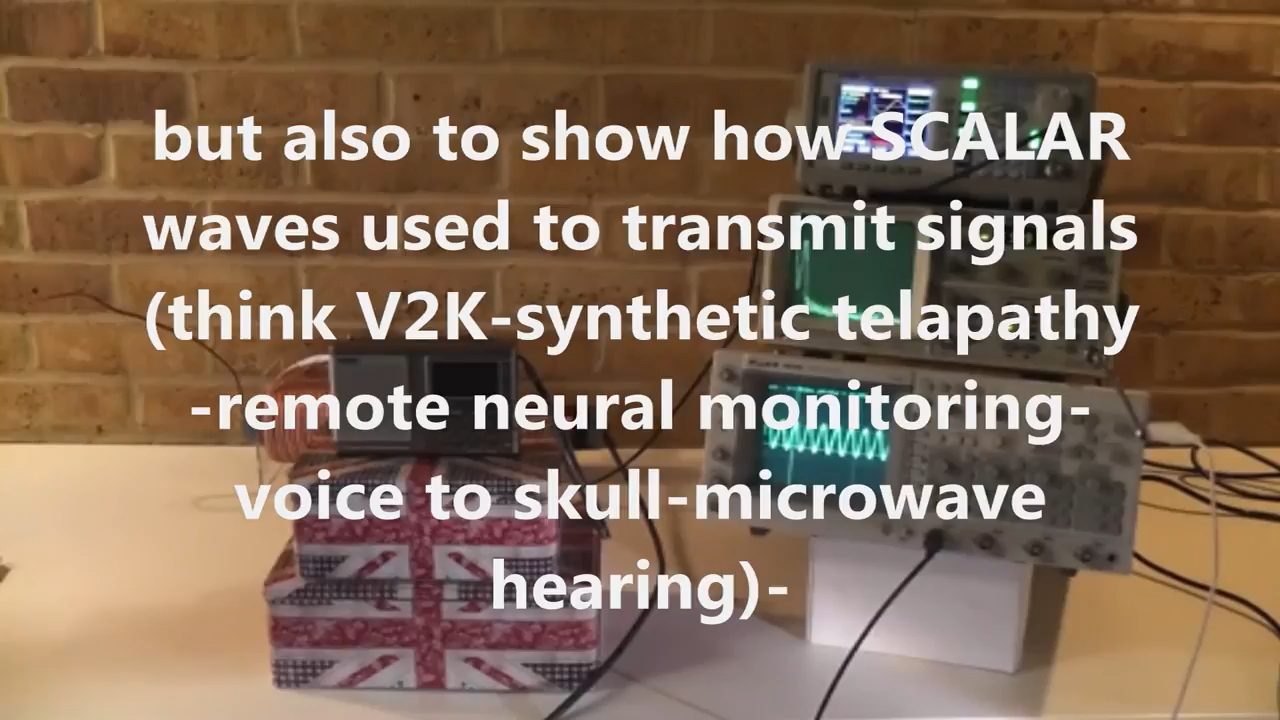 but also to show how SCALAR
waves used to transmit signals
(think V2K-synthetic telapathy
-remote neural monitoring-
voice to skull-microwave
hearing)-